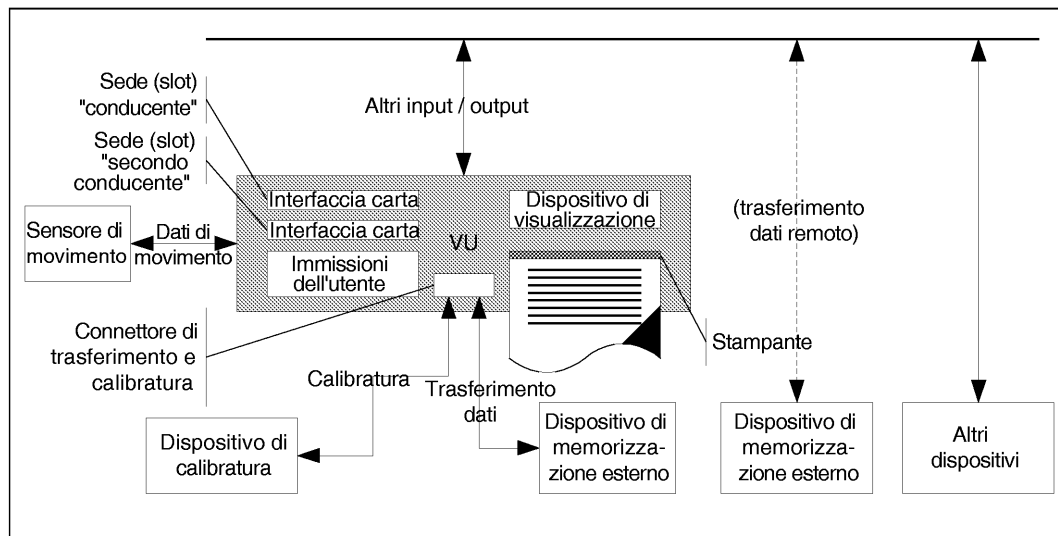 Sede (slot)
"conducente"
Altri input / output
Sede (slot)
"secondo
conducente"
Interfaccia carta
Dispositivo di
visualizzazione
Interfaccia carta
VU
Sensore di
movimento
Dati di
movimento
(trasferimento
dati remoto)
Immissioni
dell'utente
Connettore di
trasferimento e
calibratura
Stampante
Calibratura
Trasferimento
dati
Dispositivo di
calibratura
Dispositivo di
memorizza-
zione esterno
Dispositivo di
memorizza-
zione esterno
Altri
dispositivi